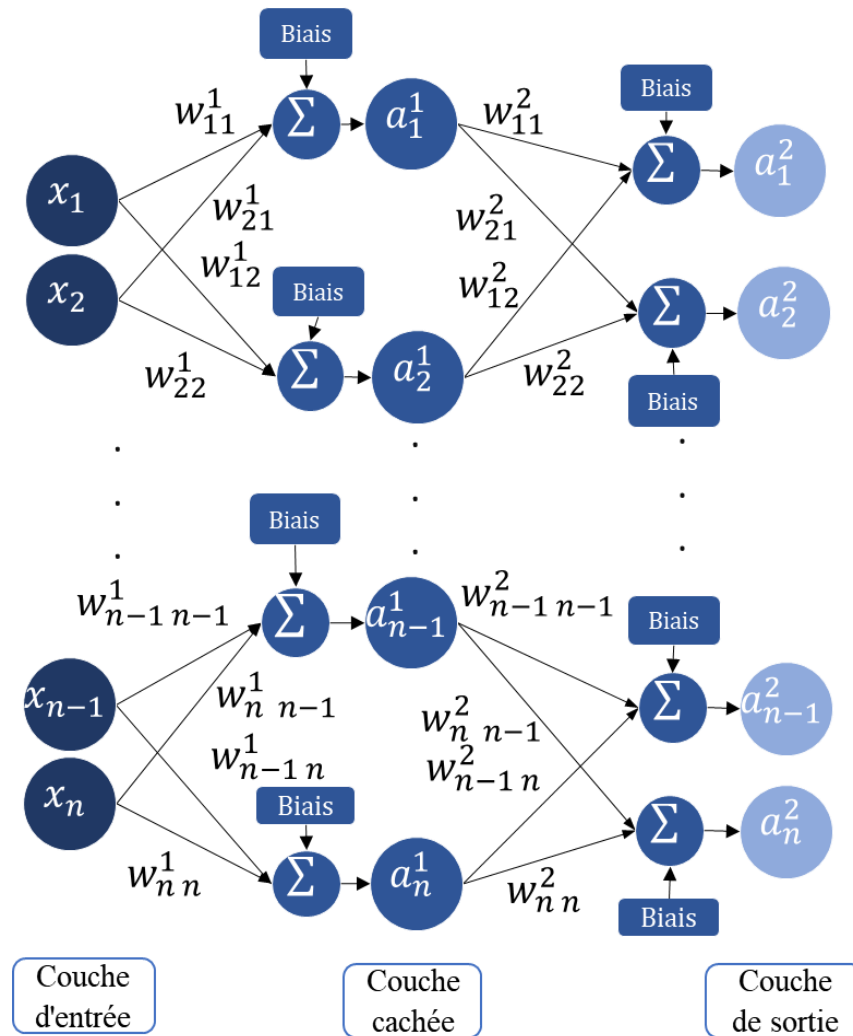 Biais
w¹₁₁
Σ
a¹₁
w²₁₁
Biais
Σ
a²₁
x₁
w¹₂₁
w²₂₁
w¹₁₂
w²₁₂
x₂
Biais
Σ
a²₂
w¹₂₂
Σ
a¹₂
w²₂₂
Biais
. . .
. . .
Biais
. . .
w¹ₙ₋₁ ₙ₋₁
Σ
a¹ₙ₋₁
w²ₙ₋₁ ₙ₋₁
Biais
xₙ₋₁
w¹ₙ ₙ₋₁
w²ₙ ₙ₋₁
Σ
a²ₙ₋₁
w¹ₙ₋₁ ₙ
w²ₙ₋₁ ₙ
xₙ
Biais
Σ
a²ₙ
w¹ₙ ₙ
Σ
a¹ₙ
w²ₙ ₙ
Biais
Couche
d'entrée
Couche
cachée
Couche
de sortie